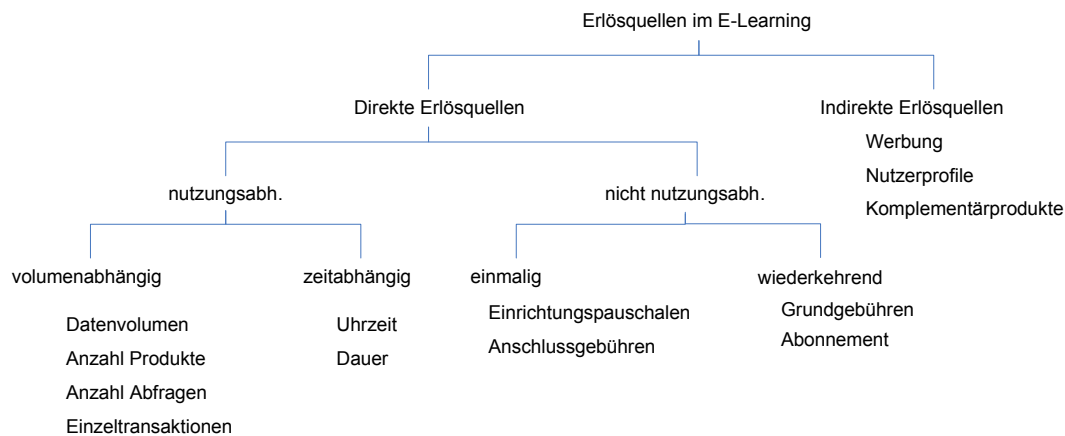 Erlösquellen im E-Learning
Direkte Erlösquellen
Indirekte Erlösquellen
Werbung
Nutzerprofile
Komplementärprodukte
nutzungsabh.
nicht nutzungsabh.
volumenabhängig
Datenvolumen
Anzahl Produkte
Anzahl Abfragen
Einzeltransaktionen
zeitabhängig
Uhrzeit
Dauer
einmalig
Einrichtungspauschalen
Anschlussgebühren
wiederkehrend
Grundgebühren
Abonnement